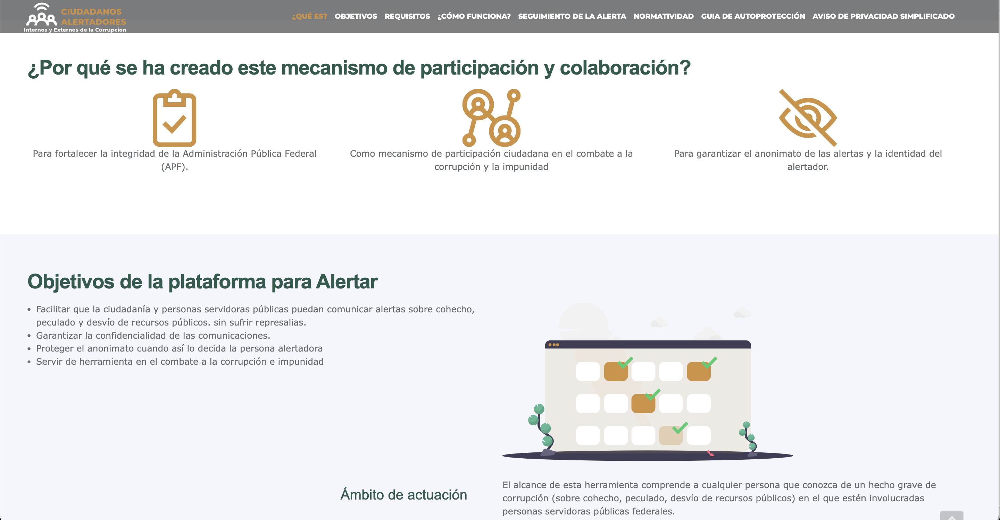 CIUDADANOS
ALERTADORES
Internos y Externos de la Corrupción
¿QUÉ ES? OBJETIVOS REQUISITOS ¿CÓMO FUNCIONA? SEGUIMIENTO DE LA ALERTA NORMATIVIDAD GUIA DE AUTOPROTECCIÓN AVISO DE PRIVACIDAD SIMPLIFICADO
¿Por qué se ha creado este mecanismo de participación y colaboración?
Para fortalecer la integridad de la Administración Pública Federal
(APF).
Como mecanismo de participación ciudadana en el combate a la
corrupción y la impunidad
Para garantizar el anonimato de las alertas y la identidad del
alertador.
Objetivos de la plataforma para Alertar
• Facilitar que la ciudadanía y personas servidoras públicas puedan comunicar alertas sobre cohecho,
peculado y desvío de recursos públicos. sin sufrir represalias.
• Garantizar la confidencialidad de las comunicaciones.
• Proteger el anonimato cuando así lo decida la persona alertadora
• Servir de herramienta en el combate a la corrupción e impunidad
Ámbito de actuación
El alcance de esta herramienta comprende a cualquier persona que conozca de un hecho grave de
corrupción (sobre cohecho, peculado, desvío de recursos públicos) en el que estén involucradas
personas servidoras públicas federales.